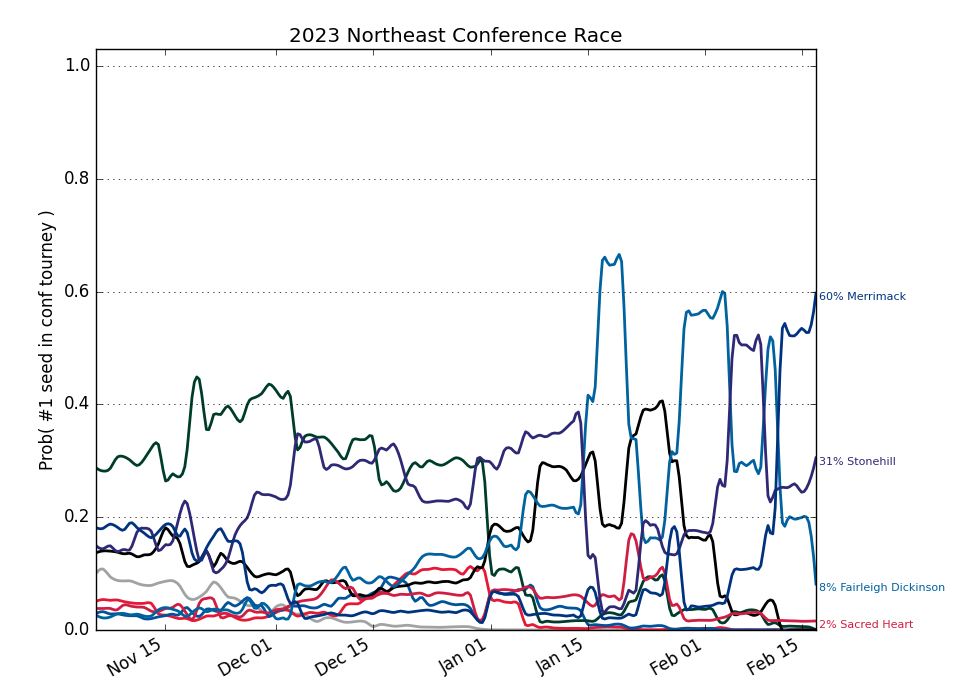 2023 Northeast Conference Race
Prob( #1 seed in conf tourney )
1.0
0.8
0.6
0.4
0.2
0.0
60% Merrimack
31% Stonehill
8% Fairleigh Dickinson
2% Sacred Heart
Nov 15
Dec 01
Dec 15
Jan 01
Jan 15
Feb 01
Feb 15